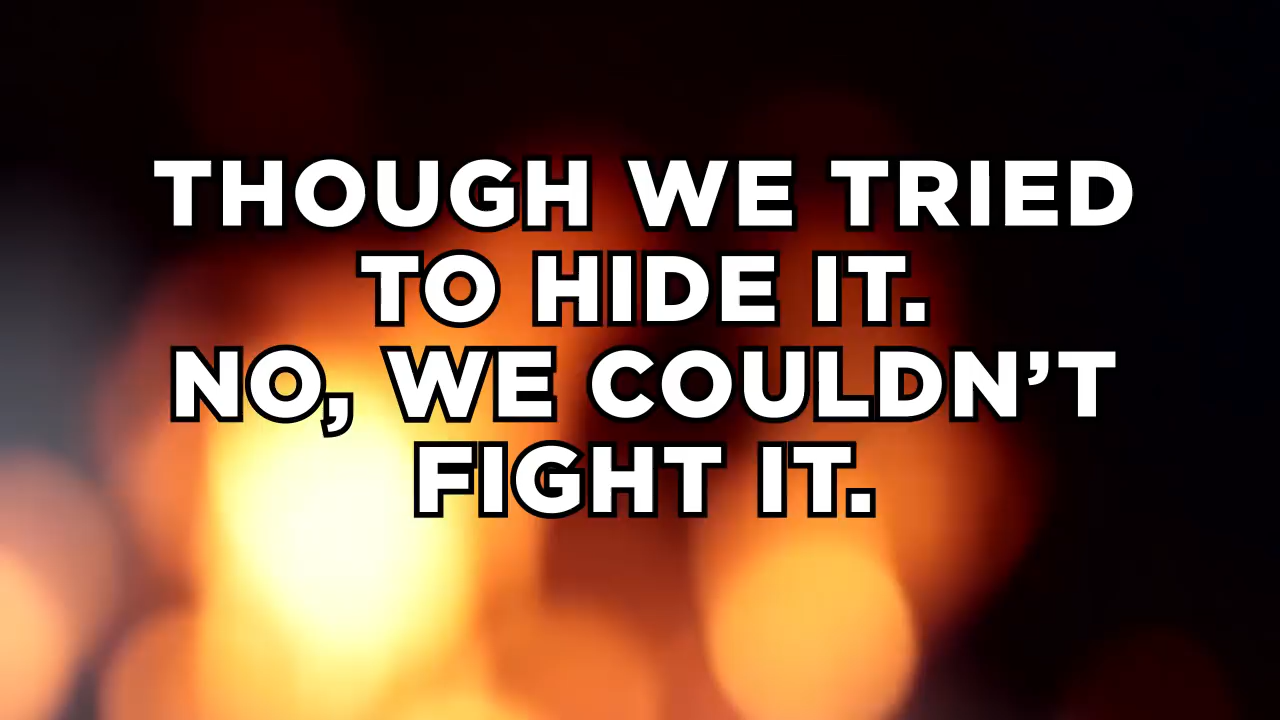 THOUGH WE TRIED
TO HIDE IT.
NO, WE COULDN’T
FIGHT IT.